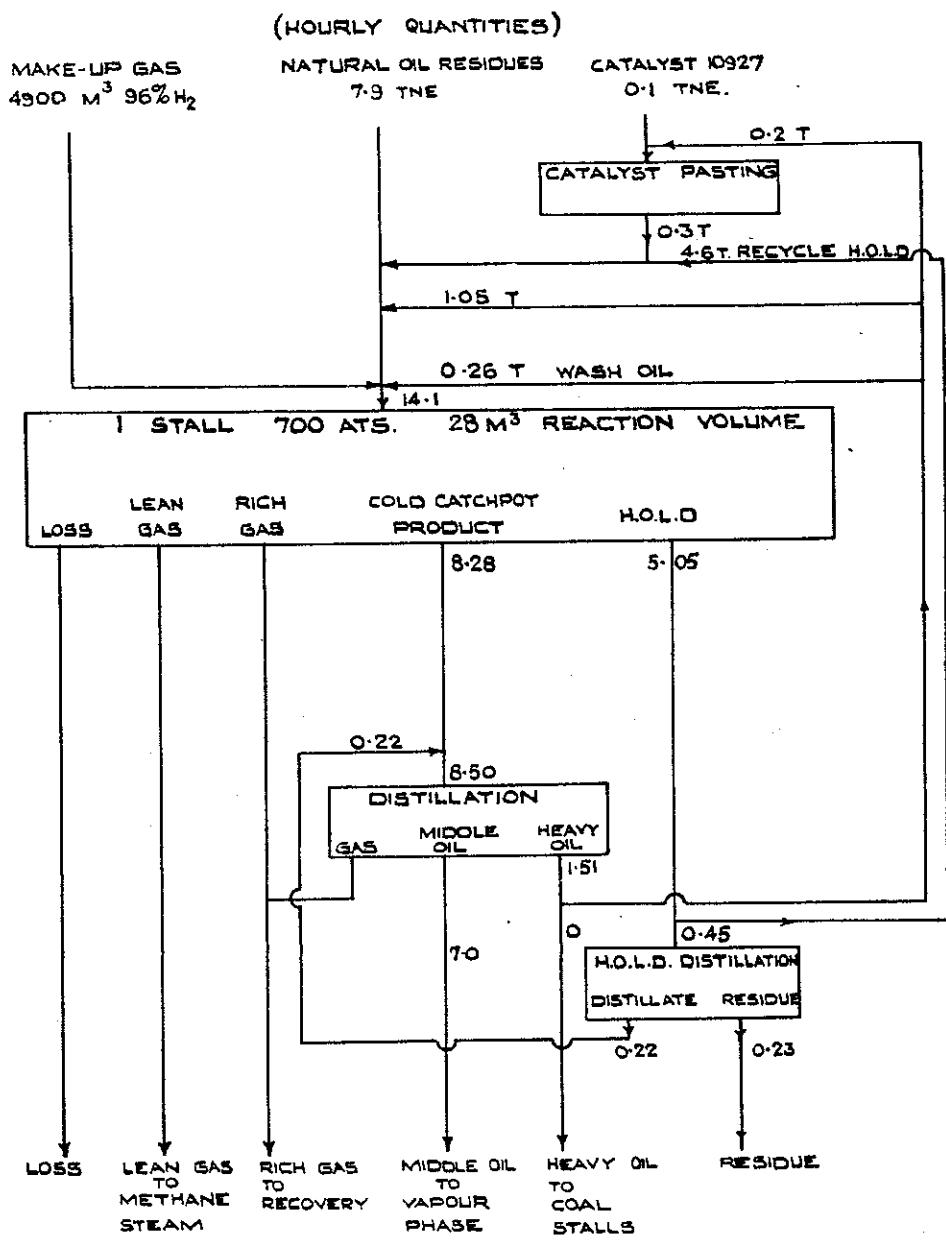 (HOURLY QUANTITIES)
MAKE-UP GAS
4900 M³ 96% H₂
NATURAL OIL RESIDUES
7·9 TNE
CATALYST 10927
0·1 TNE.
0·2 T
CATALYST PASTING
0·3 T
4·6 T. RECYCLE H.O.L.D
1·05 T
0·26 T WASH OIL
14·1
1 STALL 700 ATS. 28 M³ REACTION VOLUME
LOSS
LEAN
GAS
RICH
GAS
COLD CATCHPOT
PRODUCT
H.O.L.D
8·28
5·05
0·22
8·50
DISTILLATION
GAS
MIDDLE
OIL
HEAVY
OIL
1·51
7·0
0
0·45
H.O.L.D. DISTILLATION
DISTILLATE RESIDUE
0·22
0·23
LOSS
LEAN GAS
TO
METHANE
STEAM
RICH GAS
TO
RECOVERY
MIDDLE OIL
TO
VAPOUR
PHASE
HEAVY OIL
TO
COAL
STALLS
RESIDUE